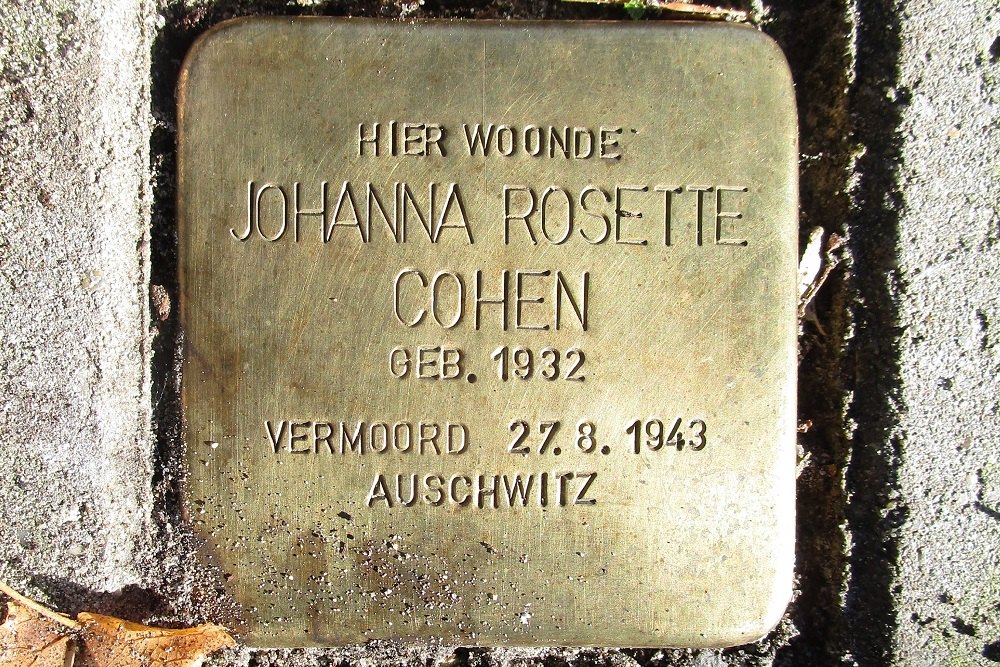 HIER WOONDE
JOHANNA ROSETTE
COHEN
GEB. 1932
VERMOORD 27.8.1943
AUSCHWITZ